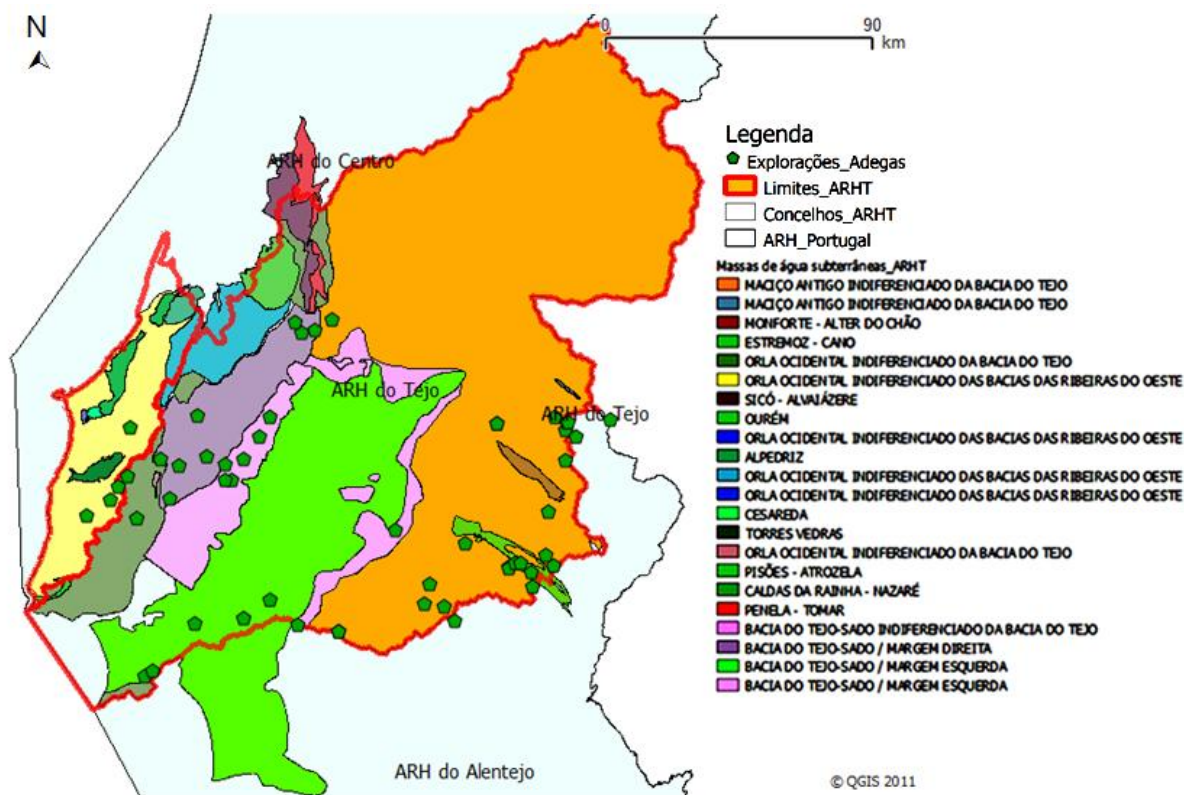 N
0 90
km
ARH do Centro
ARH do Tejo
ARH do Tejo
ARH do Alentejo
Legenda
Explorações_Adegas
Limites_ARHT
Concelhos_ARHT
ARH_Portugal
Massas de água subterrâneas_ARHT
MACIÇO ANTIGO INDIFERENCIADO DA BACIA DO TEJO
MACIÇO ANTIGO INDIFERENCIADO DA BACIA DO TEJO
MONFORTE - ALTER DO CHÃO
ESTREMOZ - CANO
ORLA OCIDENTAL INDIFERENCIADO DA BACIA DO TEJO
ORLA OCIDENTAL INDIFERENCIADO DAS BACIAS DAS RIBEIRAS DO OESTE
SICÓ - ALVAIÁZERE
OURÉM
ORLA OCIDENTAL INDIFERENCIADO DAS BACIAS DAS RIBEIRAS DO OESTE
ALPEDRIZ
ORLA OCIDENTAL INDIFERENCIADO DAS BACIAS DAS RIBEIRAS DO OESTE
ORLA OCIDENTAL INDIFERENCIADO DAS BACIAS DAS RIBEIRAS DO OESTE
CESAREDA
TORRES VEDRAS
ORLA OCIDENTAL INDIFERENCIADO DA BACIA DO TEJO
PISÕES - ATROZELA
CALDAS DA RAINHA - NAZARÉ
PENELA - TOMAR
BACIA DO TEJO-SADO INDIFERENCIADO DA BACIA DO TEJO
BACIA DO TEJO-SADO / MARGEM DIREITA
BACIA DO TEJO-SADO / MARGEM ESQUERDA
BACIA DO TEJO-SADO / MARGEM ESQUERDA
© QGIS 2011